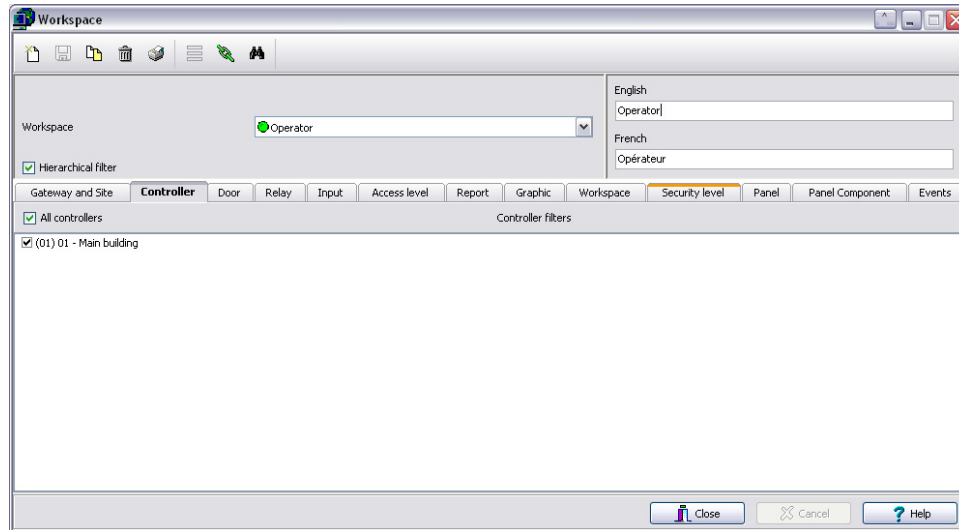 Workspace
English
Operator
Workspace
Operator
French
Opérateur
Hierarchical filter
Gateway and Site Controller Door Relay Input Access level Report Graphic Workspace Security level Panel Panel Component Events
All controllers Controller filters
(01) 01 - Main building
Close Cancel Help